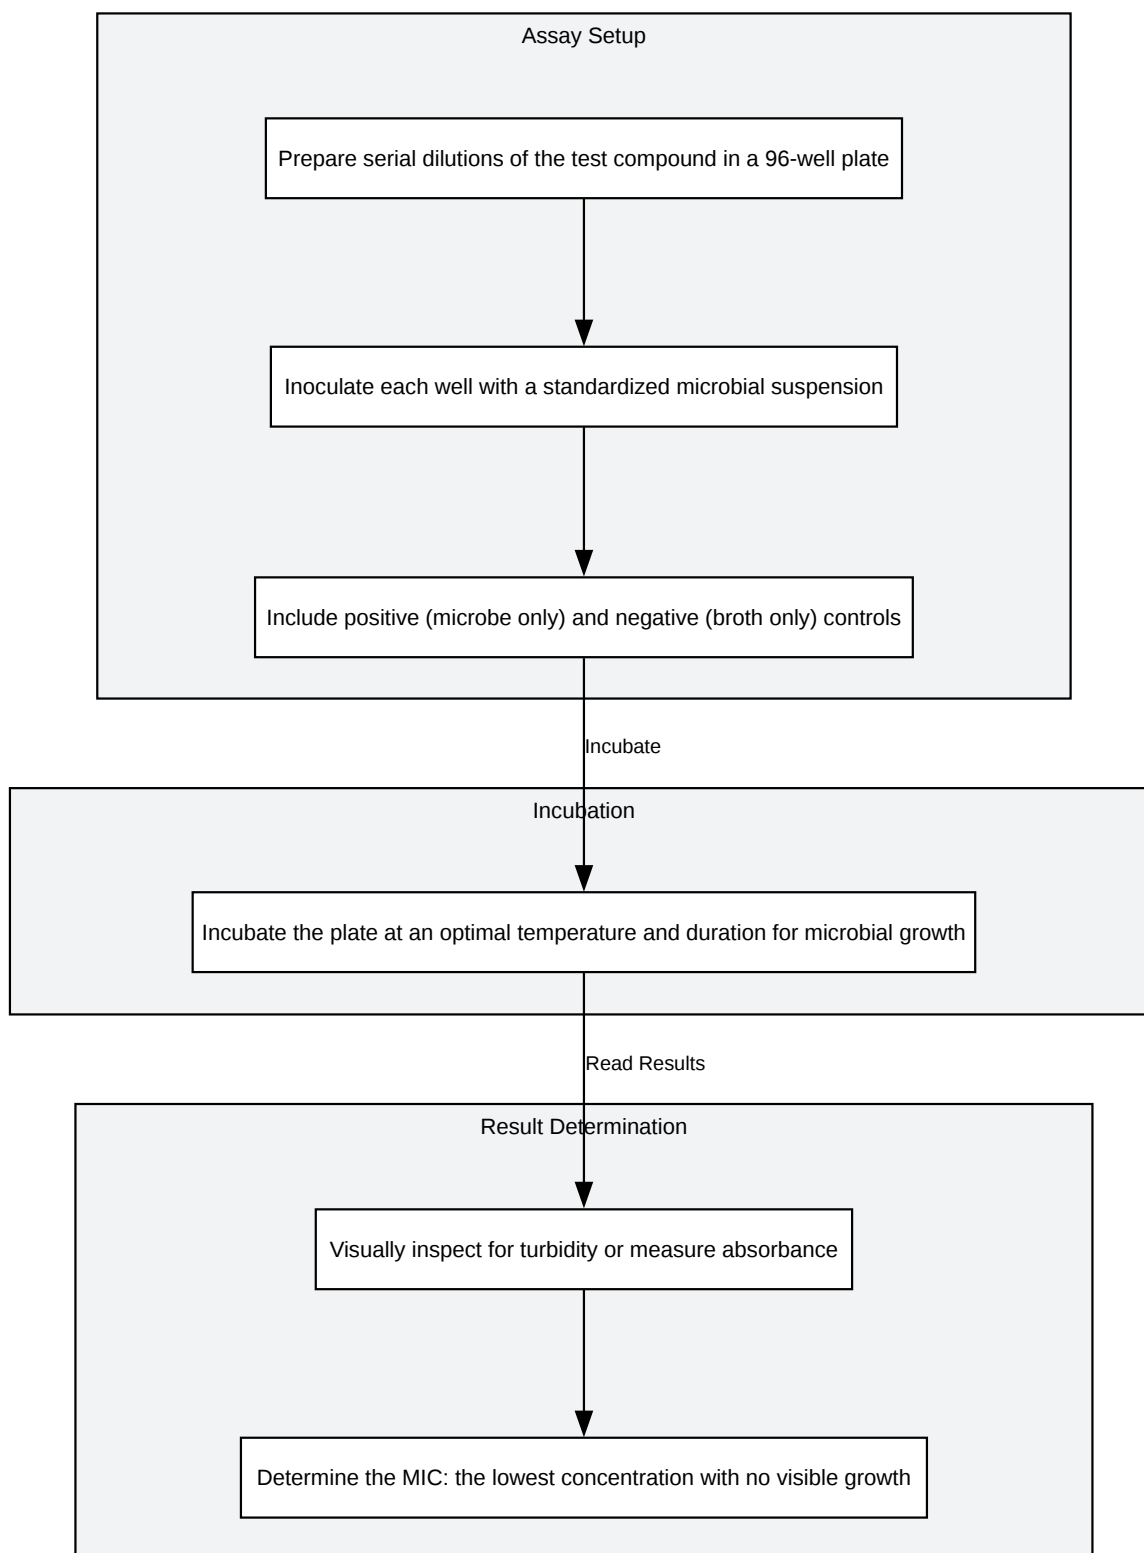 Assay Setup
Prepare serial dilutions of the test compound in a 96-well plate
Inoculate each well with a standardized microbial suspension
Include positive (microbe only) and negative (broth only) controls
Incubate
Incubation
Incubate the plate at an optimal temperature and duration for microbial growth
Read Results
Result Determination
Visually inspect for turbidity or measure absorbance
Determine the MIC: the lowest concentration with no visible growth